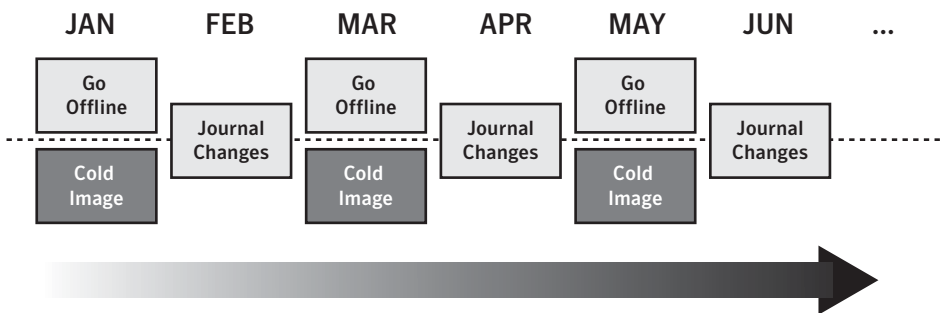 JAN FEB MAR APR MAY JUN ...
Go
Offline
Cold
Image
Journal
Changes
Go
Offline
Cold
Image
Journal
Changes
Go
Offline
Cold
Image
Journal
Changes